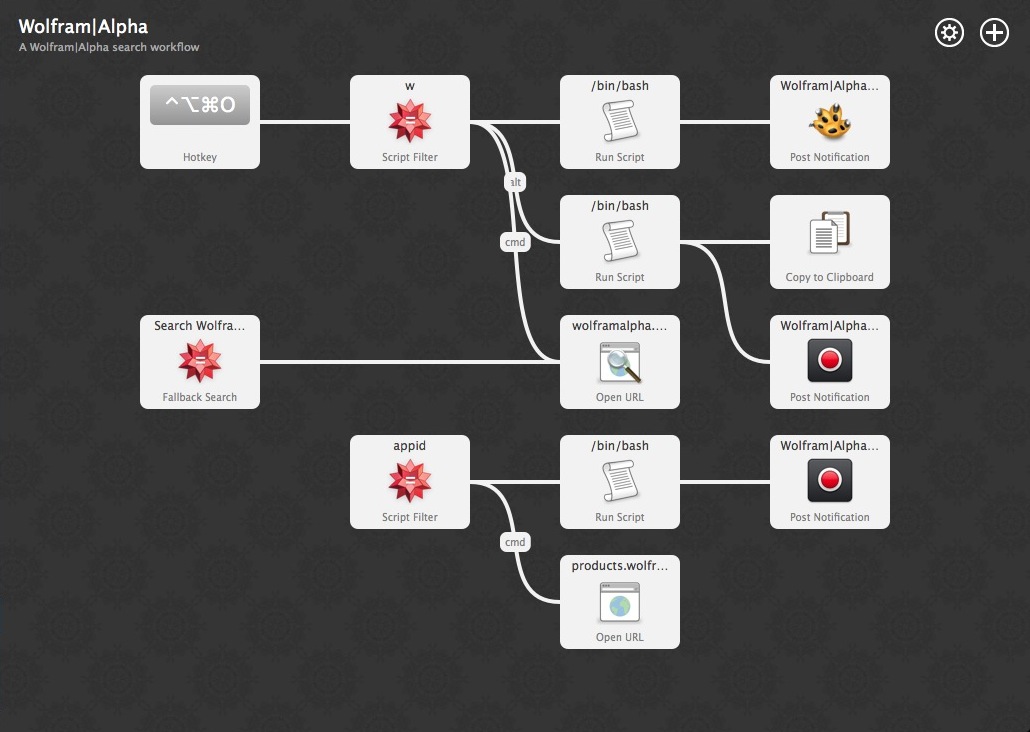 Wolfram|Alpha
A Wolfram|Alpha search workflow
^⌥⌘O
Hotkey
w
Script Filter
/bin/bash
Run Script
Wolfram|Alpha...
Post Notification
alt
cmd
/bin/bash
Run Script
Copy to Clipboard
Search Wolfra...
Fallback Search
wolframalpha....
Open URL
Wolfram|Alpha...
Post Notification
appid
Script Filter
/bin/bash
Run Script
Wolfram|Alpha...
Post Notification
cmd
products.wolfr...
Open URL